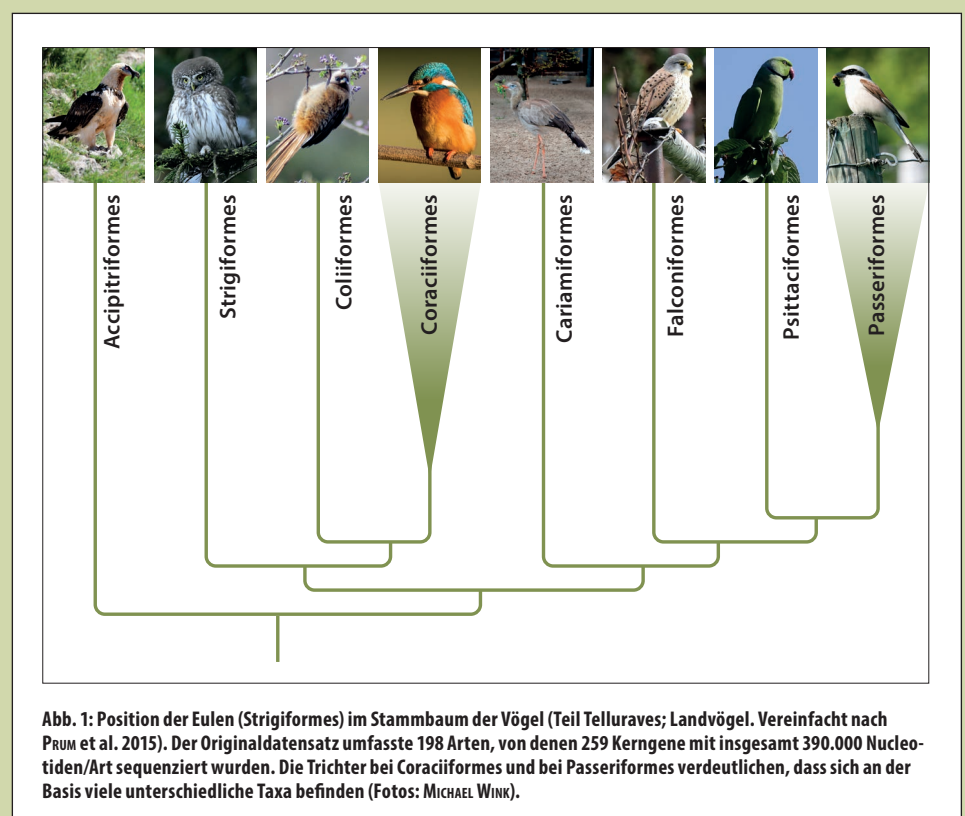 Accipitriformes
Strigiformes
Coliiformes
Coraciiformes
Cariamiformes
Falconiformes
Psittaciformes
Passeriformes
Abb. 1: Position der Eulen (Strigiformes) im Stammbaum der Vögel (Teil Telluraves; Landvögel. Vereinfacht nach
PRUM et al. 2015). Der Originaldatensatz umfasste 198 Arten, von denen 259 Kerngene mit insgesamt 390.000 Nucleo-
tiden/Art sequenziert wurden. Die Trichter bei Coraciiformes und bei Passeriformes verdeutlichen, dass sich an der
Basis viele unterschiedliche Taxa befinden (Fotos: MICHAEL WINK).